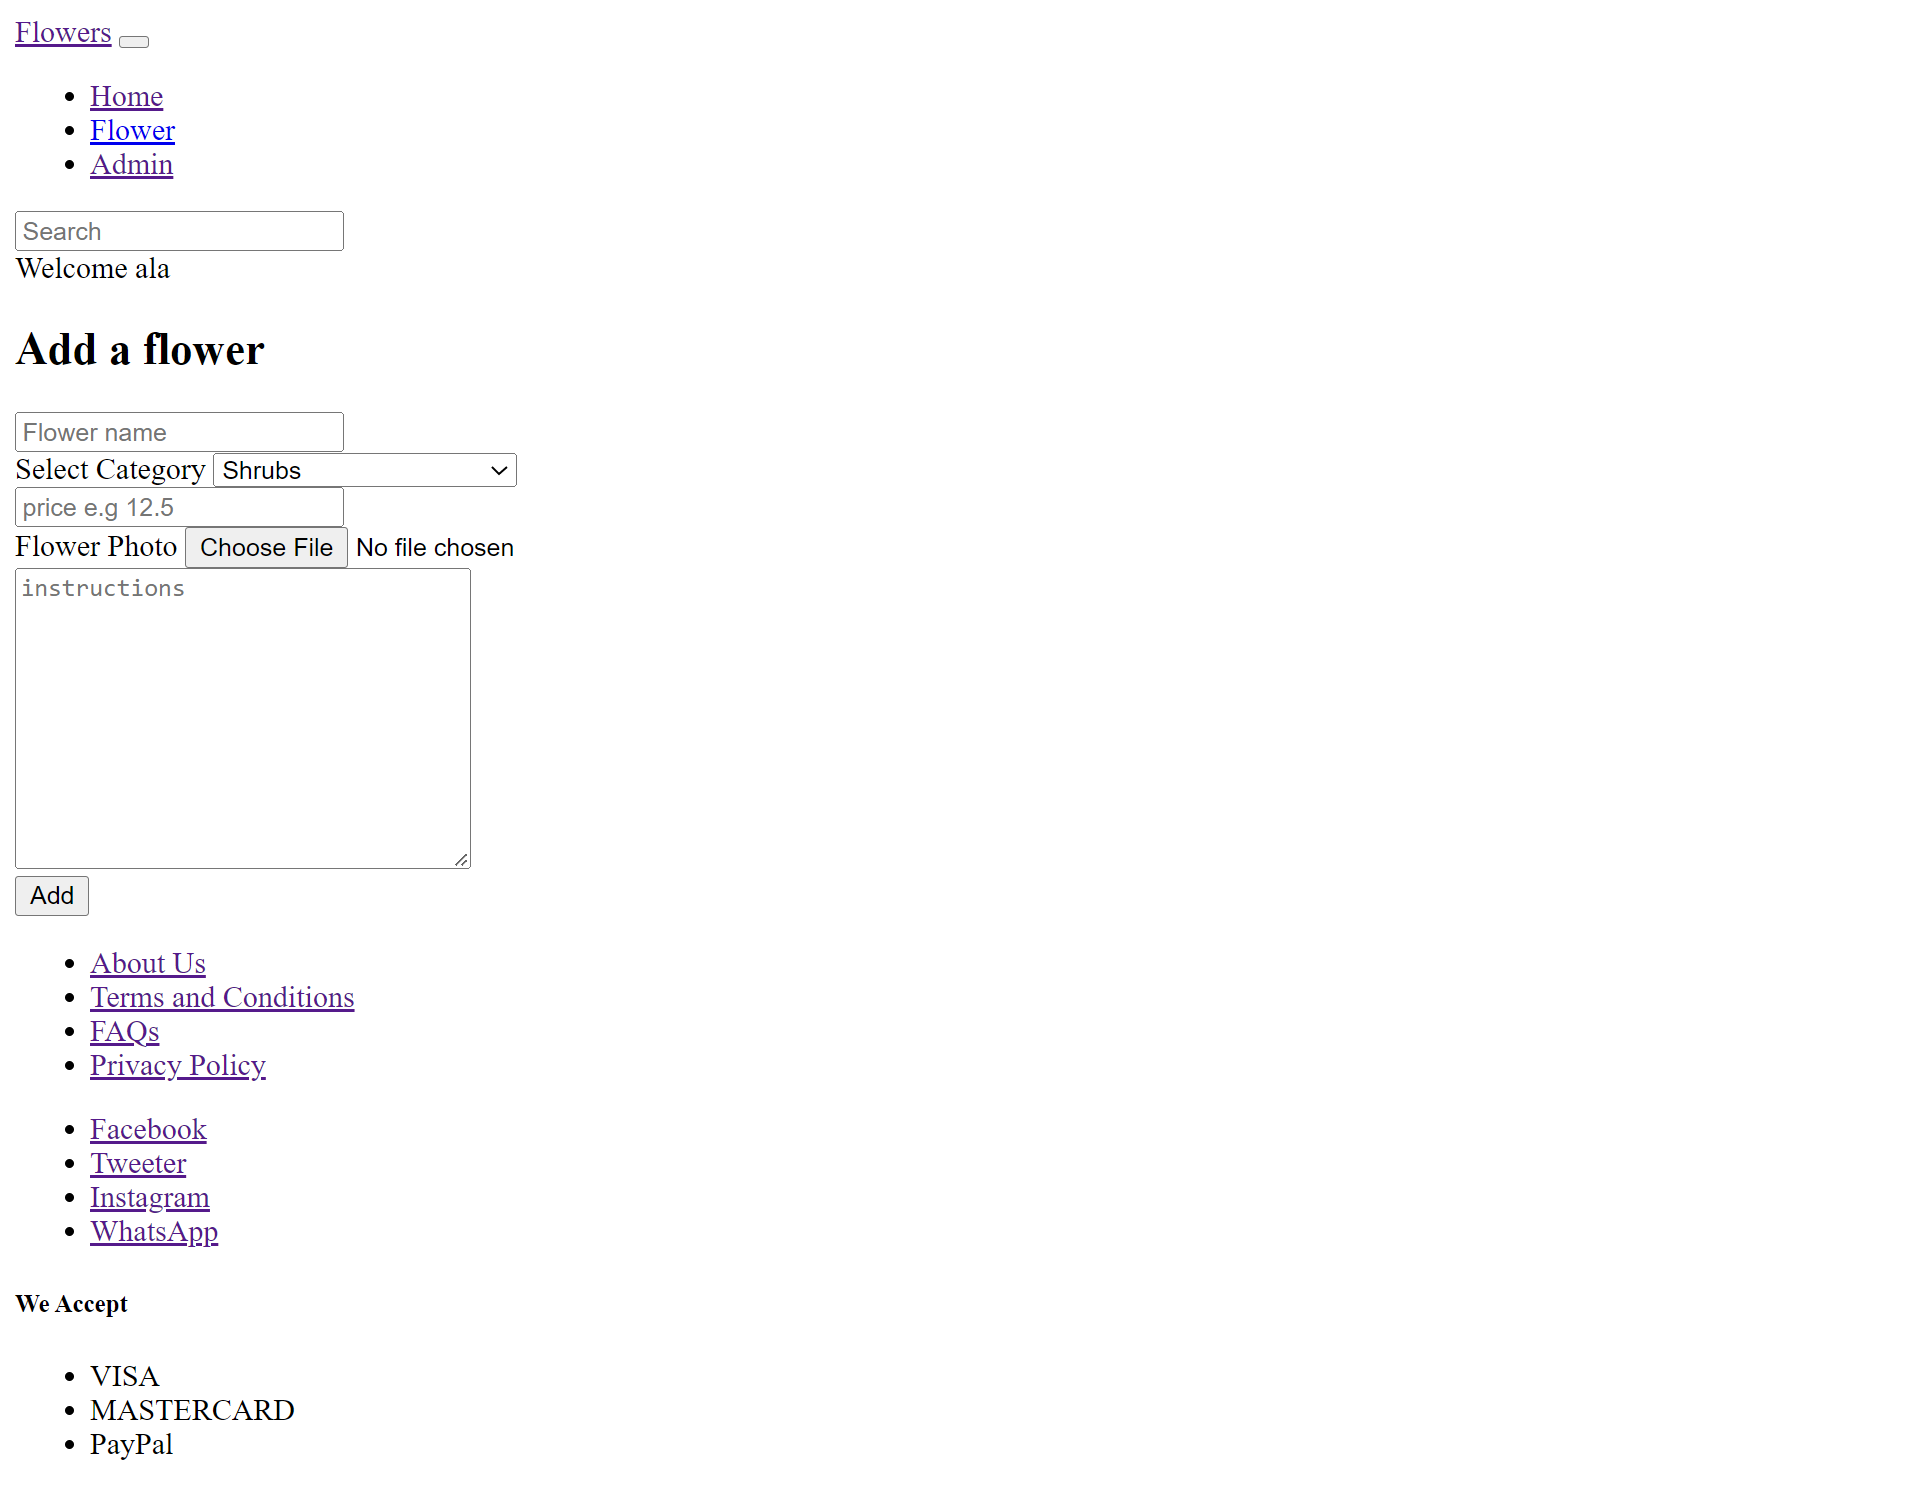 Flowers
Home
Flower
Admin
Search
Welcome ala
Add a flower
Flower name
Select Category Shrubs
price e.g 12.5
Flower Photo Choose File No file chosen
instructions
Add
About Us
Terms and Conditions
FAQs
Privacy Policy
Facebook
Tweeter
Instagram
WhatsApp
We Accept
VISA
MASTERCARD
PayPal